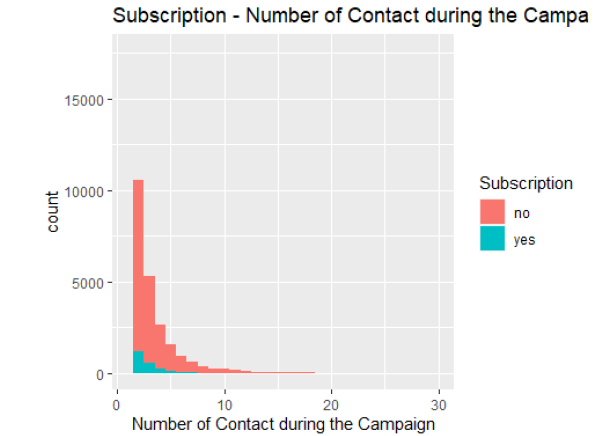 Subscription - Number of Contact during the Campa
15000
10000
5000
0
count
0 10 20 30
Number of Contact during the Campaign
Subscription
no
yes